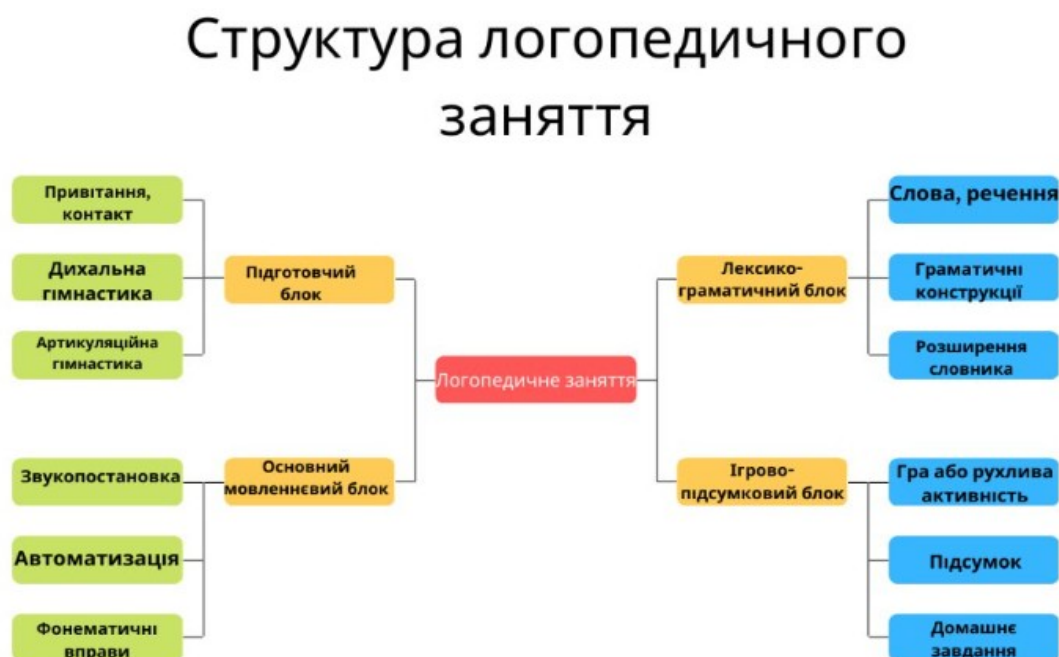 Структура логопедичного
заняття
Привітання,
контакт
Дихальна
гімнастика
Артикуляційна
гімнастика
Підготовчий
блок
Звукопостановка
Автоматизація
Фонематичні
вправи
Основний
мовленнєвий блок
Логопедичне заняття
Лексико-
граматичний блок
Слова, речення
Граматичні
конструкції
Розширення
словника
Ігрово-
підсумковий блок
Гра або рухлива
активність
Підсумок
Домашнє
завдання